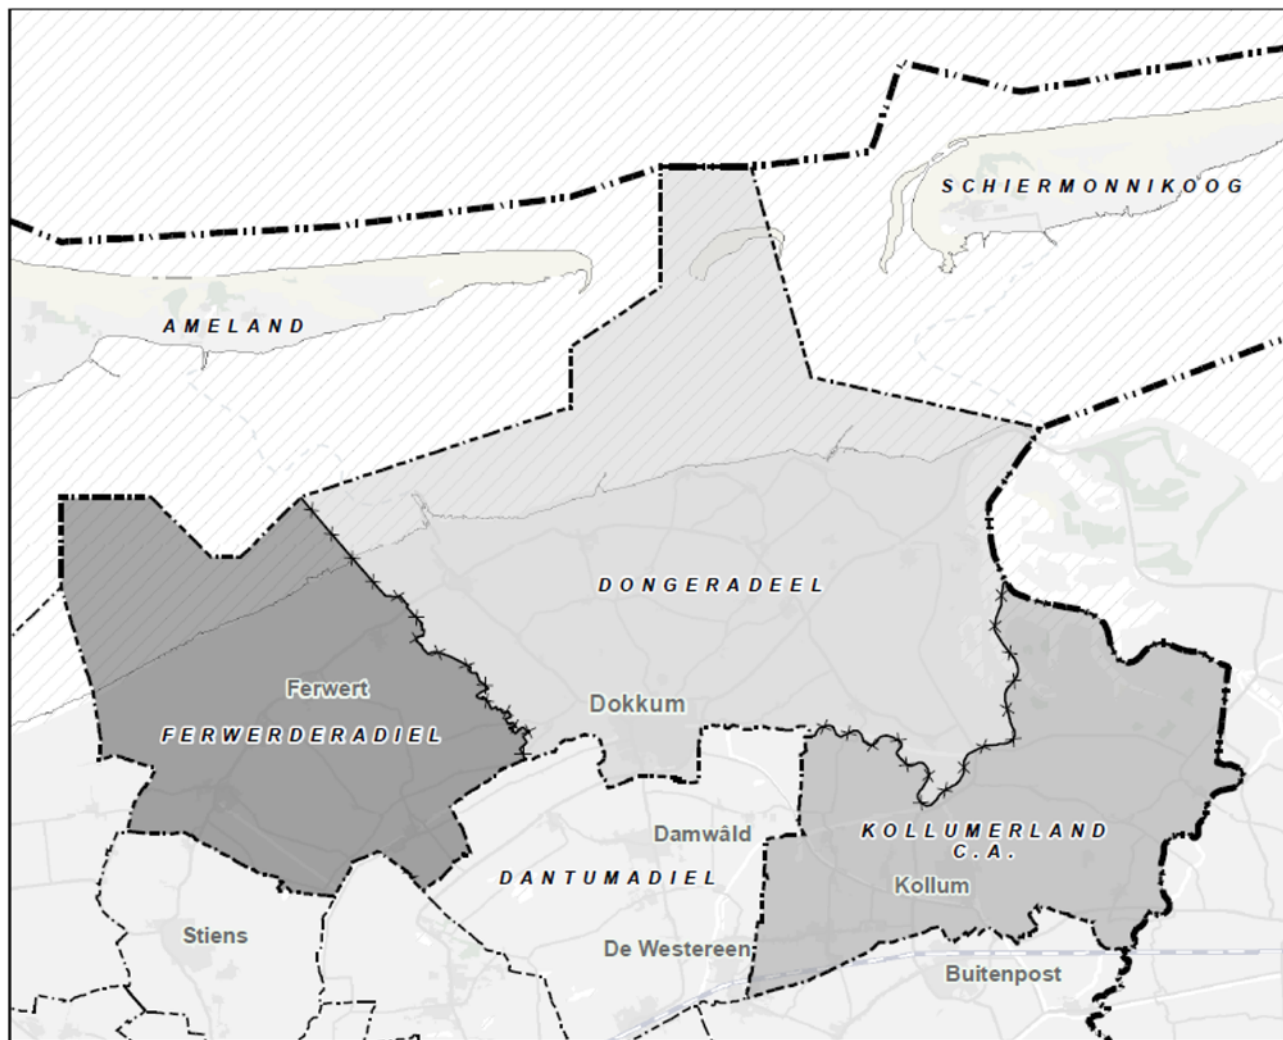 SCHIERMONNIKOOG
AMELAND
DONGERADEEL
Ferwert
Dokkum
FERWERDERADIEL
Damwâld
KOLLUMERLAND
C.A.
DANTUMADIEL
Kollum
Stiens
De Westereen
Buitenpost